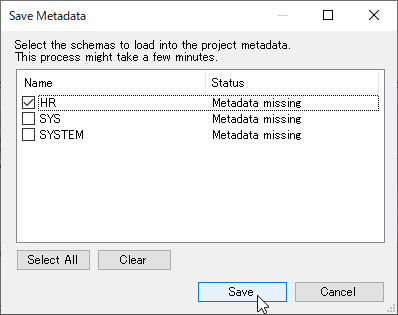 Save Metadata
Select the schemas to load into the project metadata.
This process might take a few minutes.
Name Status
HR Metadata missing
SYS Metadata missing
SYSTEM Metadata missing
Select All Clear
Save Cancel